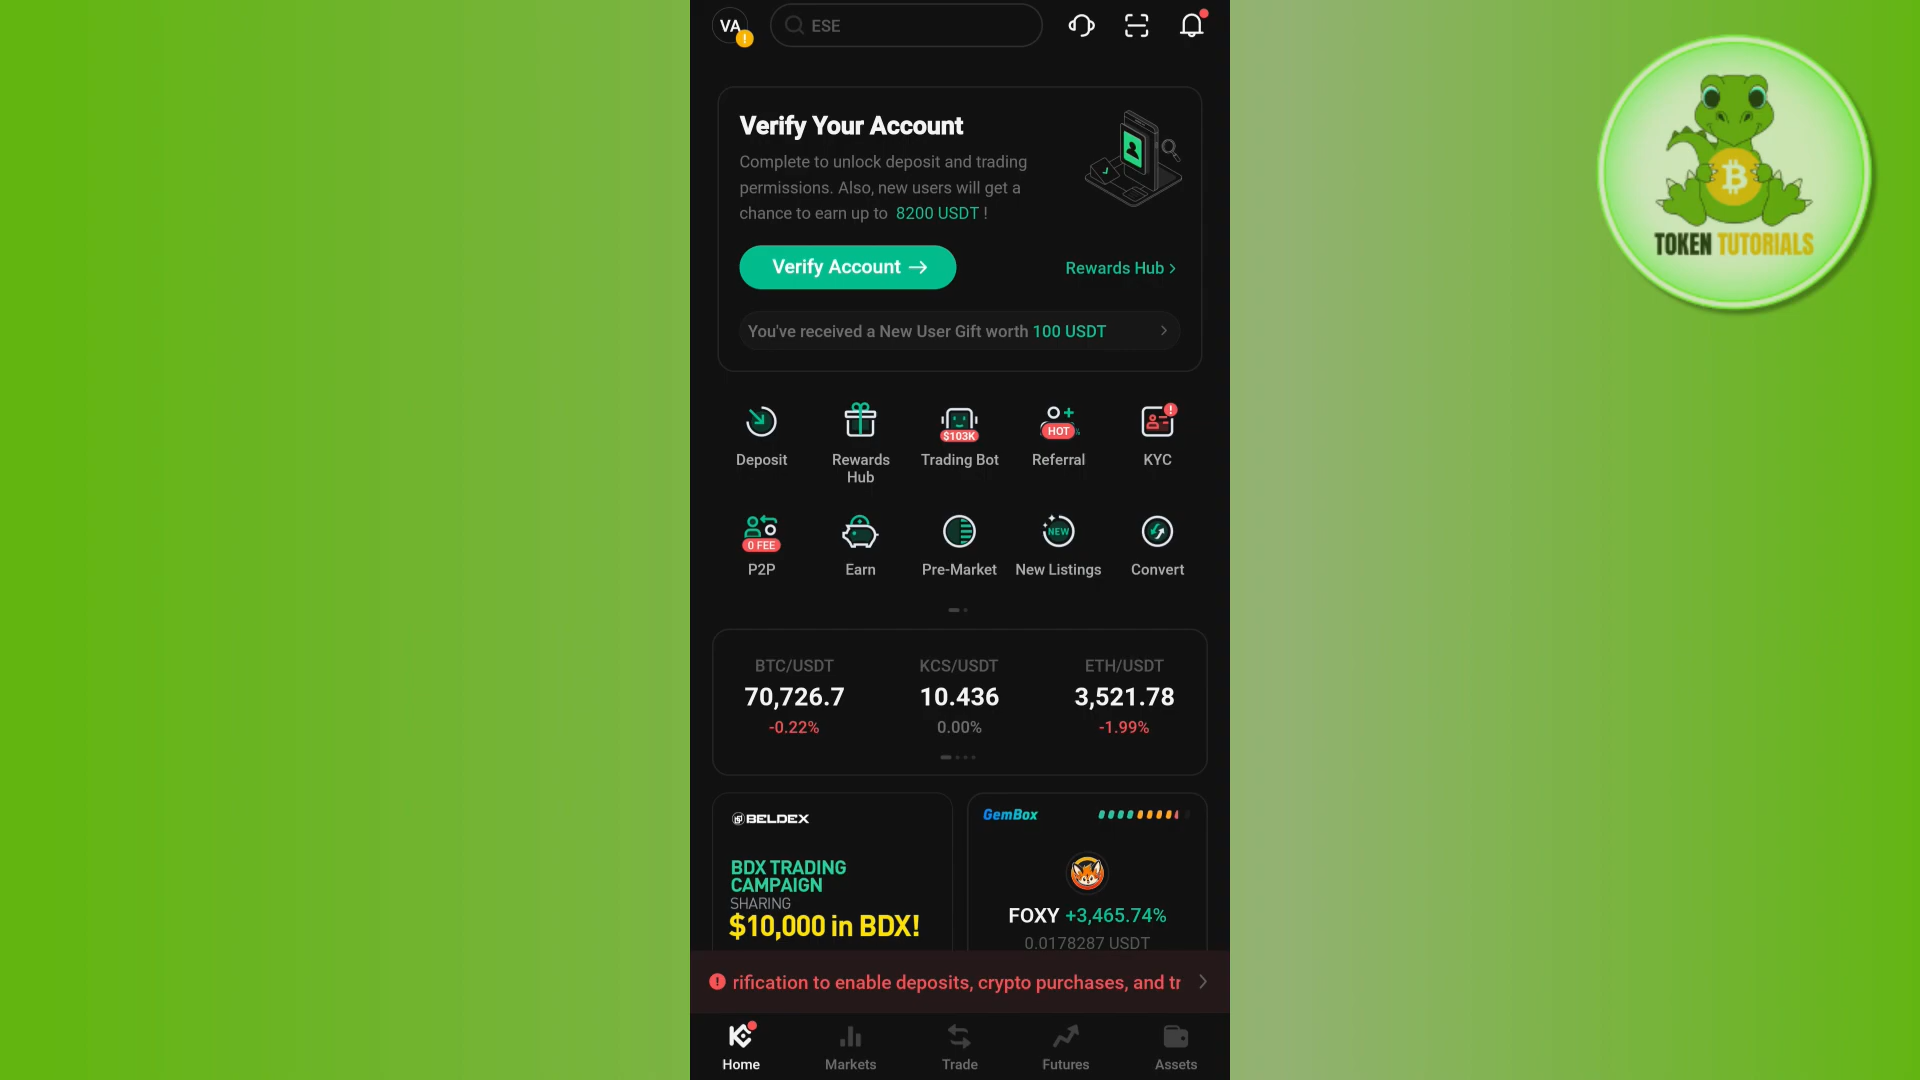 VA
ESE
Verify Your Account
Complete to unlock deposit and trading
permissions. Also, new users will get a
chance to earn up to 8200 USDT !
Verify Account →
Rewards Hub >
You've received a New User Gift worth 100 USDT
$103K
HOT
Deposit
Rewards
Hub
Trading Bot
Referral
KYC
0 FEE
NEW
P2P
Earn
Pre-Market
New Listings
Convert
BTC/USDT
KCS/USDT
ETH/USDT
70,726.7
10.436
3,521.78
-0.22%
0.00%
-1.99%
BELDEX
BDX TRADING
CAMPAIGN
SHARING
$10,000 in BDX!
GemBox
FOXY +3,465.74%
0.0178287 USDT
rification to enable deposits, crypto purchases, and tr
Home
Markets
Trade
Futures
Assets
TOKEN TUTORIALS